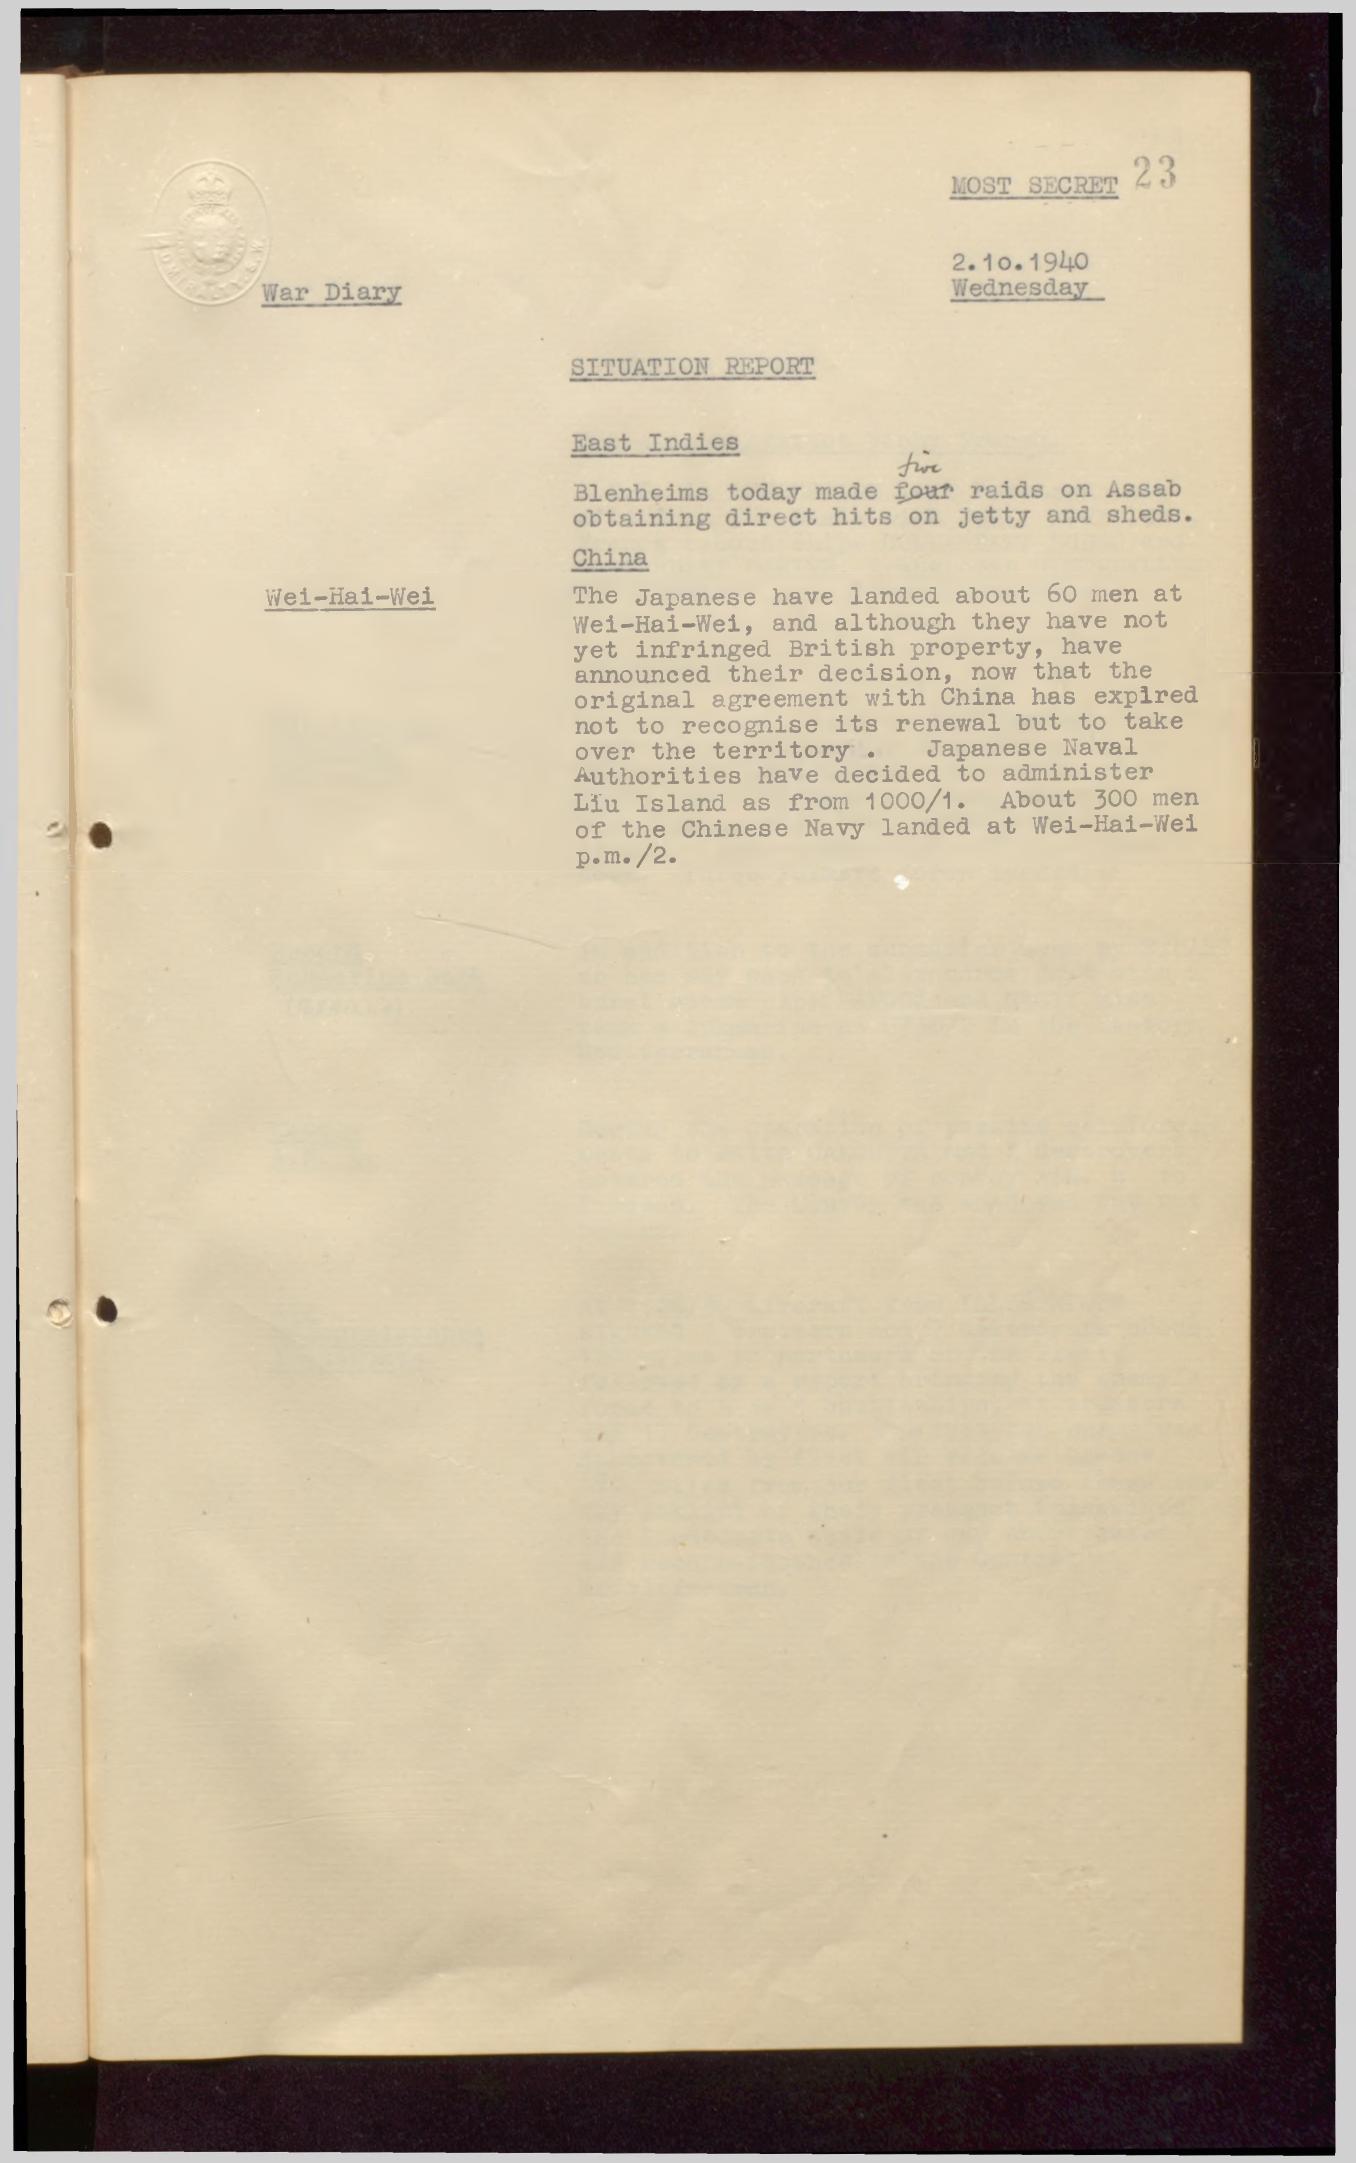 MOST SECRET 23
2.10.1940
Wednesday
War Diary
SITUATION REPORT
East Indies
five
Blenheims today made four raids on Assab
obtaining direct hits on jetty and sheds.
China
Wei-Hai-Wei
The Japanese have landed about 60 men at
Wei-Hai-Wei, and although they have not
yet infringed British property, have
announced their decision, now that the
original agreement with China has expired
not to recognise its renewal but to take
over the territory .   Japanese Naval
Authorities have decided to administer
Liu Island as from 1000/1.  About 300 men
of the Chinese Navy landed at Wei-Hai-Wei
p.m./2.